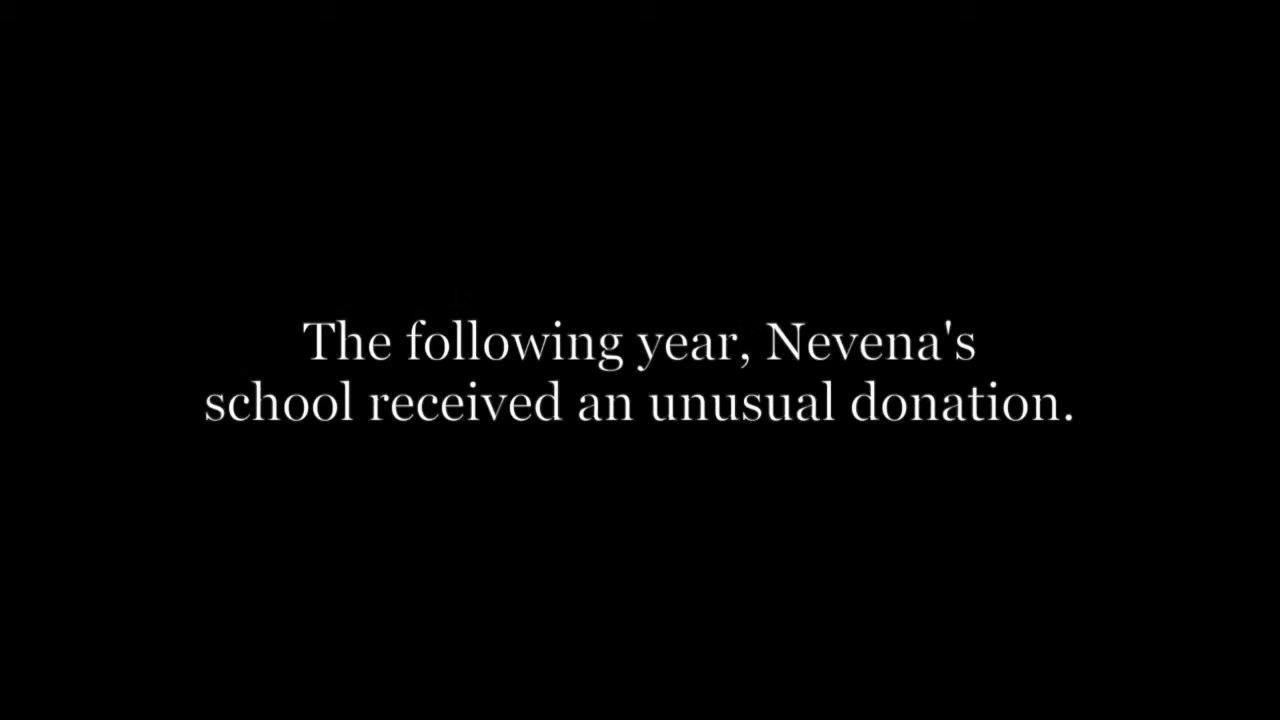 The following year, Nevena's
school received an unusual donation.